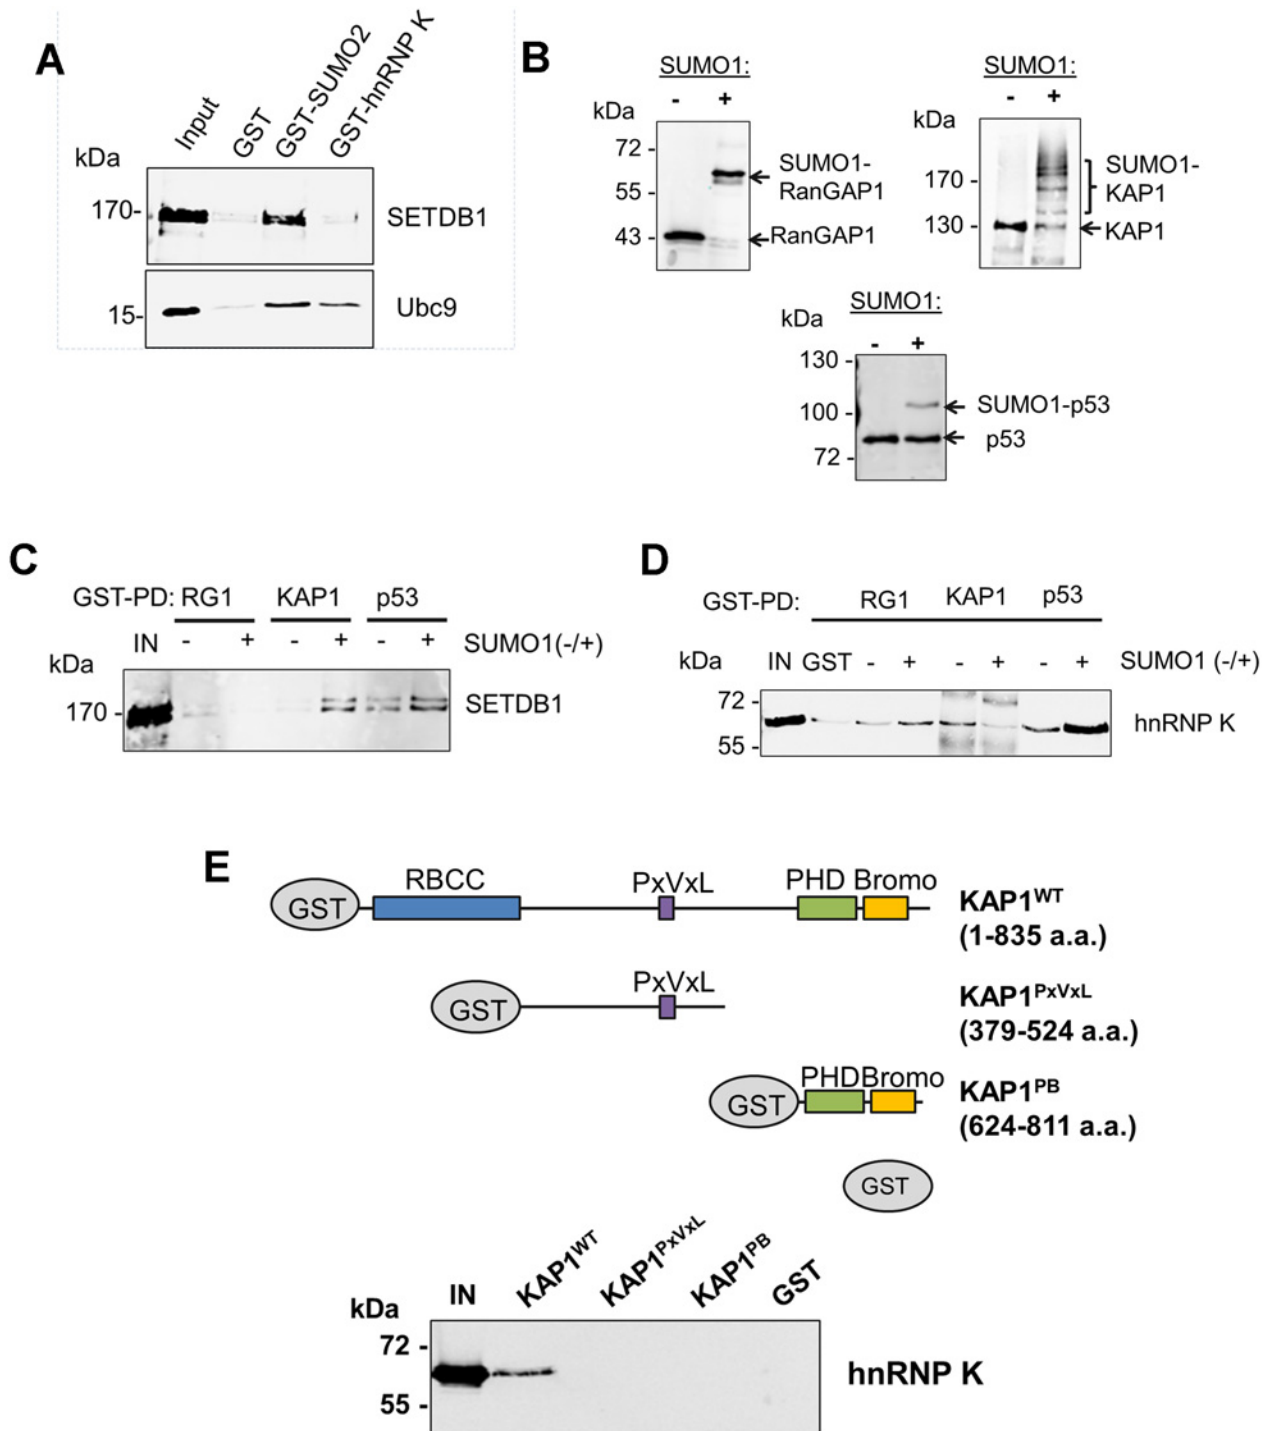 A
Input
GST
GST-SUMO2
GST-hnRNP K
kDa
170-
SETDB1
15-
Ubc9
B
SUMO1:
- +
kDa
72 -
55 -
43 -
SUMO1-
RanGAP1
RanGAP1
SUMO1:
- +
kDa
170 -
130 -
SUMO1-
KAP1
KAP1
SUMO1:
kDa
- +
130 -
100 -
72 -
SUMO1-p53
p53
C
GST-PD: RG1 KAP1 p53
IN - + - + - + SUMO1(-/+)
kDa
170 -
SETDB1
D
GST-PD: RG1 KAP1 p53
kDa IN GST - + - + - + SUMO1 (-/+)
72 -
55 -
hnRNP K
E
GST RBCC PxVxL PHD Bromo
KAP1WT
(1-835 a.a.)
GST PxVxL
KAP1PxVxL
(379-524 a.a.)
GST PHDBromo
KAP1PB
(624-811 a.a.)
GST
kDa IN KAP1WT KAP1PxVxL KAP1PB GST
72 -
55 -
hnRNP K